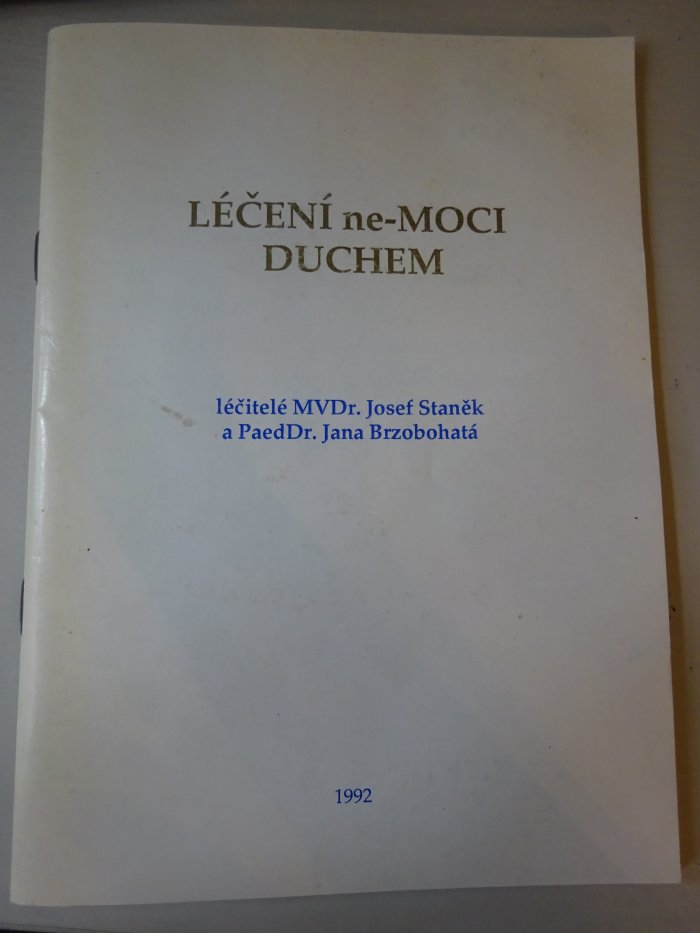 LÉČENÍ ne-MOCI
DUCHEM
léčitelé MVDr. Josef Staněk
a PaedDr. Jana Brzobohatá
1992